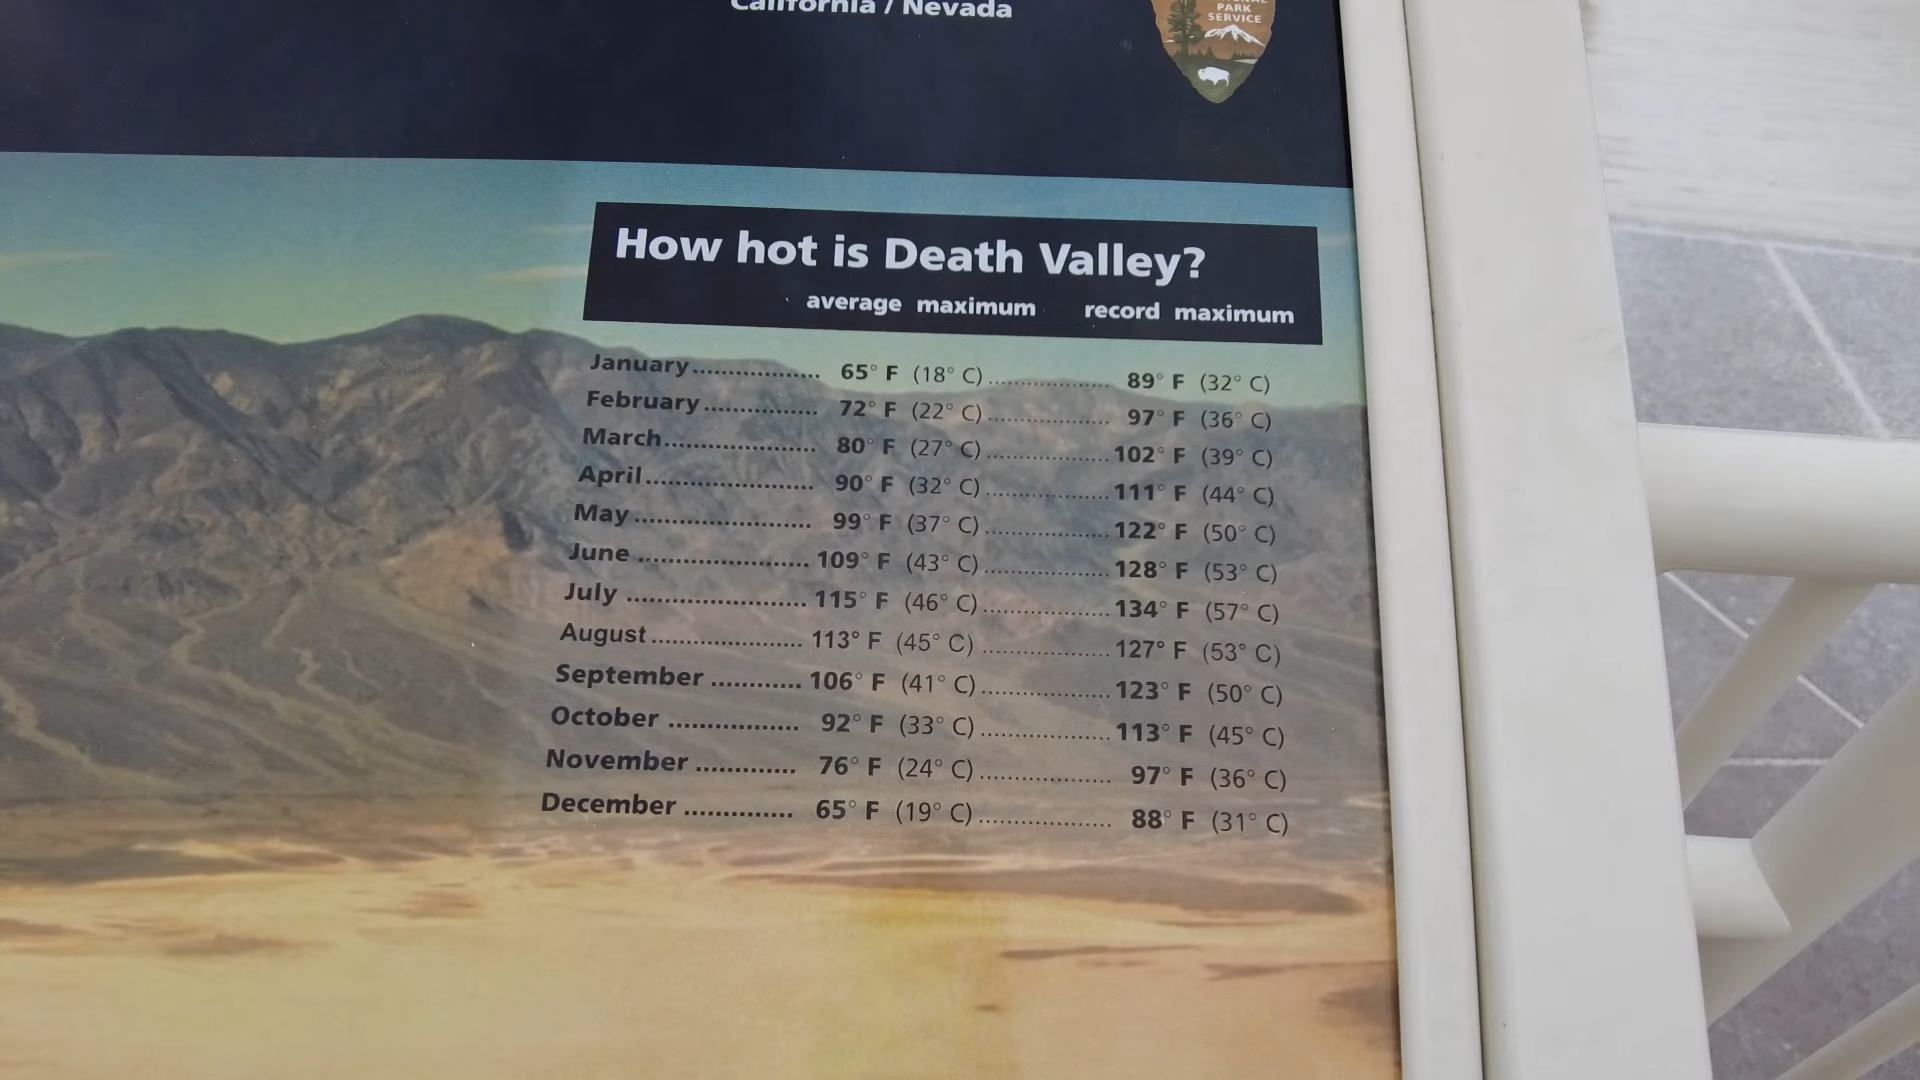 California / Nevada
PARK
SERVICE
How hot is Death Valley?
average maximum record maximum
January.................. 65° F (18° C).................. 89° F (32° C)
February................ 72° F (22° C).................. 97° F (36° C)
March..................... 80° F (27° C).................. 102° F (39° C)
April........................ 90° F (32° C).................. 111° F (44° C)
May ......................... 99° F (37° C).................. 122° F (50° C)
June ........................ 109° F (43° C).................. 128° F (53° C)
July ......................... 115° F (46° C).................. 134° F (57° C)
August..................... 113° F (45° C) .................. 127° F (53° C)
September ............ 106° F (41° C).................. 123° F (50° C)
October .................. 92° F (33° C).................. 113° F (45° C)
November ............. 76° F (24° C).................. 97° F (36° C)
December .............. 65° F (19° C).................. 88° F (31° C)